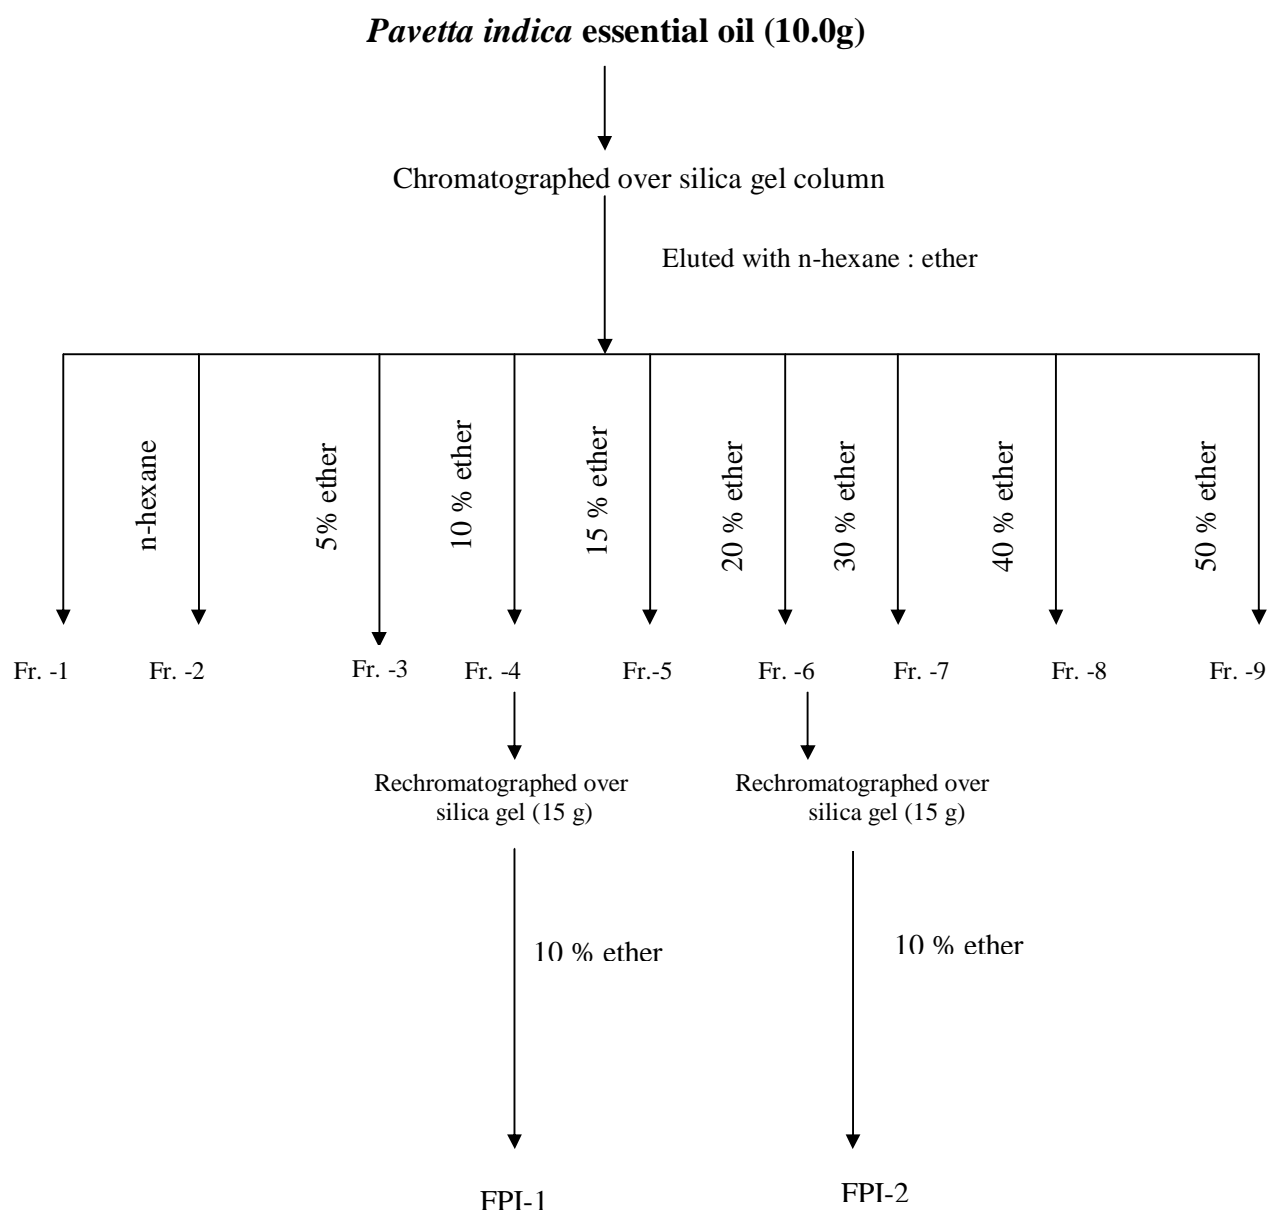 Pavetta indica essential oil (10.0g)
Chromatographed over silica gel column
Eluted with n-hexane : ether
n-hexane
5% ether
10 % ether
15 % ether
20 % ether
30 % ether
40 % ether
50 % ether
Fr. -1
Fr. -2
Fr. -3
Fr. -4
Fr.-5
Fr. -6
Fr. -7
Fr. -8
Fr. -9
Rechromatographed over
silica gel (15 g)
Rechromatographed over
silica gel (15 g)
10 % ether
10 % ether
FPI-1
FPI-2